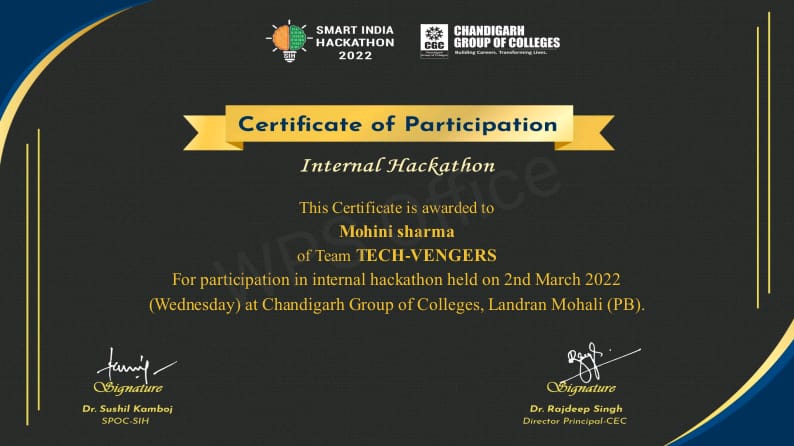 SMART INDIA
HACKATHON
2022
SIH
CGC
CHANDIGARH
GROUP OF COLLEGES
Building Careers. Transforming Lives.
Certificate of Participation
Internal Hackathon
WPS Office
This Certificate is awarded to
Mohini sharma
of Team TECH-VENGERS
For participation in internal hackathon held on 2nd March 2022
(Wednesday) at Chandigarh Group of Colleges, Landran Mohali (PB).
Signature
Dr. Sushil Kamboj
SPOC-SIH
Signature
Dr. Rajdeep Singh
Director Principal-CEC